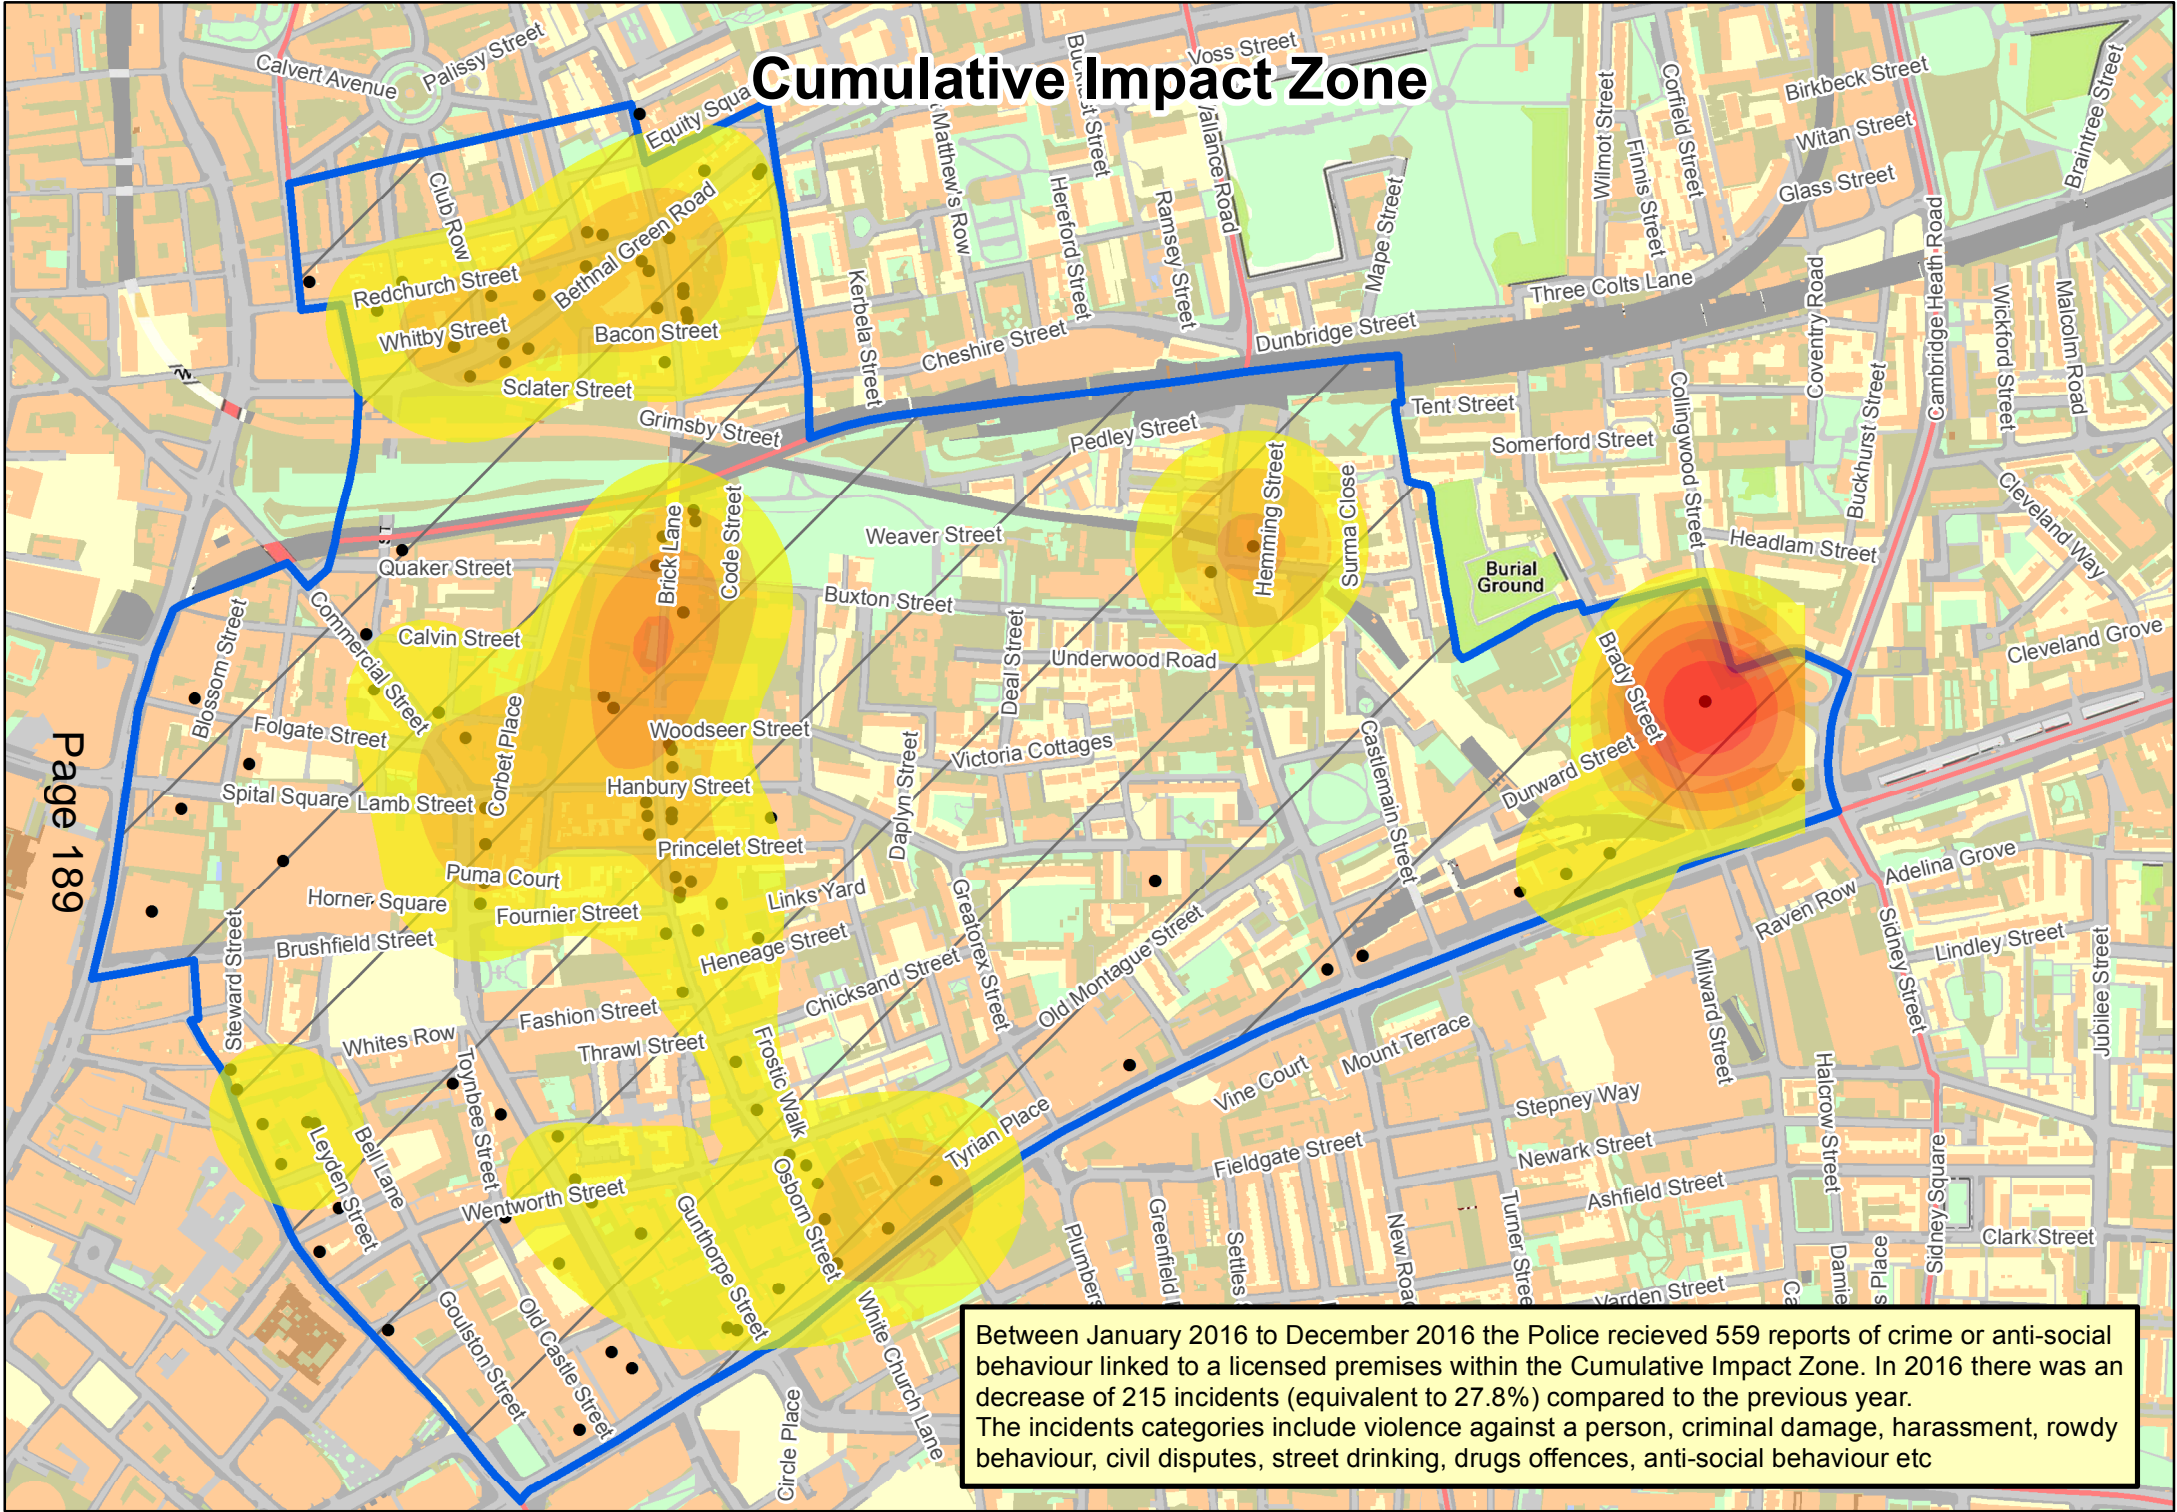 Cumulative Impact Zone
Calvert Avenue
Palissy Street
Voss Street
Equity Squa
Wilmot Street
Corfield Street
Finnis Street
Birkbeck Street
Witan Street
Glass Street
Braintree Street
Club Row
Matthew's Row
Hereford Street
Ramsey Street
Mape Street
Redchurch Street
Bethnal Green Road
Whitby Street
Bacon Street
Sclater Street
Grimsby Street
Kerbela Street
Cheshire Street
Dunbridge Street
Three Colts Lane
Coventry Road
Cambridge Heath Road
Wickford Street
Malcolm Road
Tent Street
Collingwood Street
Buckhurst Street
Somerford Street
Pedley Street
Hemming Street
Surma Close
Cleveland Way
Headlam Street
Brick Lane
Code Street
Weaver Street
Quaker Street
Burial
Ground
Buxton Street
Blossom Street
Commercial Street
Calvin Street
Deal Street
Underwood Road
Brady Street
Cleveland Grove
Folgate Street
Corbet Place
Woodseer Street
Daplyn Street
Victoria Cottages
Castlemain Street
Durward Street
Page 189
Spital Square
Lamb Street
Hanbury Street
Princelet Street
Puma Court
Horner Square
Fournier Street
Links Yard
Greatorex Street
Adelina Grove
Raven Row
Steward Street
Brushfield Street
Heneage Street
Chicksand Street
Old Montague Street
Milward Street
Sidney Street
Lindley Street
Jubilee Street
Fashion Street
Whites Row
Thrawl Street
Frostic Walk
Toynbee Street
Vine Court
Mount Terrace
Stepney Way
Halcrow Street
Leyden Street
Bell Lane
Tyrian Place
Fieldgate Street
Newark Street
Ashfield Street
Sidney Square
Wentworth Street
Osborn Street
Gunthorpe Street
Plumbers
Greenfield
Settles
New Road
Turner Stree
Clark Street
Damie
s Place
Varden Street
Goulston Street
Old Castle Street
White Church Lane
Circle Place
Between January 2016 to December 2016 the Police recieved 559 reports of crime or anti-social
behaviour linked to a licensed premises within the Cumulative Impact Zone. In 2016 there was an
decrease of 215 incidents (equivalent to 27.8%) compared to the previous year.
The incidents categories include violence against a person, criminal damage, harassment, rowdy
behaviour, civil disputes, street drinking, drugs offences, anti-social behaviour etc